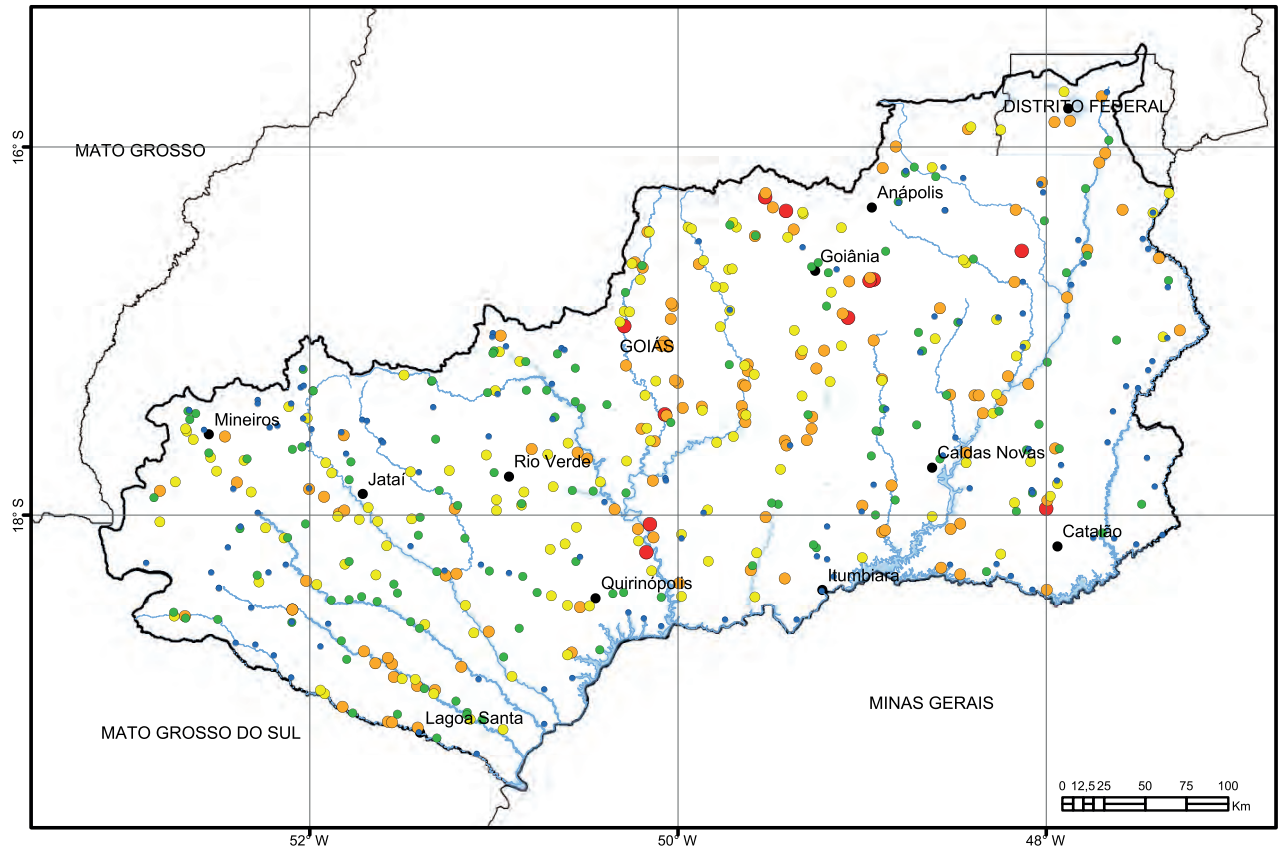 DISTRITO FEDERAL
16° S
MATO GROSSO
Anápolis
Goiânia
GOIÁS
Mineiros
Caldas Novas
Rio Verde
Jataí
18° S
Catalão
Itumbiara
Quirinópolis
MINAS GERAIS
Lagoa Santa
MATO GROSSO DO SUL
0 12,5 25 50 75 100
Km
52° W 50° W 48° W